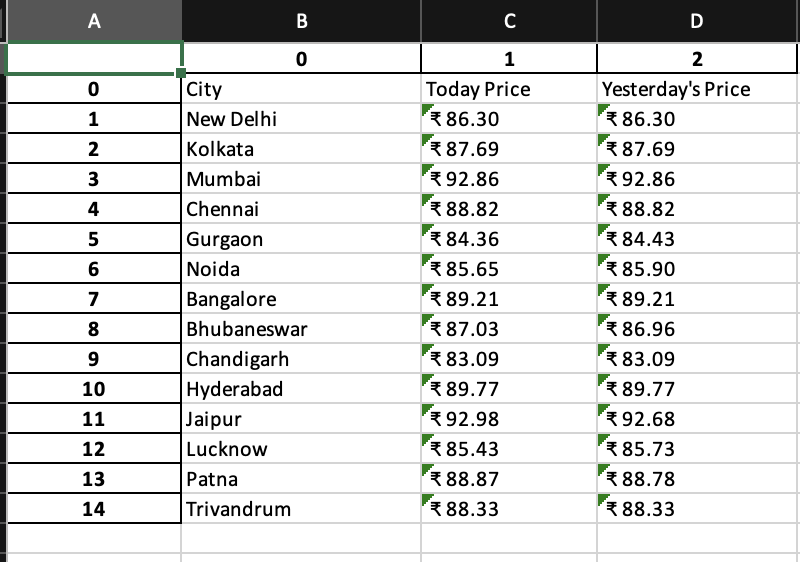 A B C D
0 1 2
0 City Today Price Yesterday's Price
1 New Delhi ₹ 86.30 ₹ 86.30
2 Kolkata ₹ 87.69 ₹ 87.69
3 Mumbai ₹ 92.86 ₹ 92.86
4 Chennai ₹ 88.82 ₹ 88.82
5 Gurgaon ₹ 84.36 ₹ 84.43
6 Noida ₹ 85.65 ₹ 85.90
7 Bangalore ₹ 89.21 ₹ 89.21
8 Bhubaneswar ₹ 87.03 ₹ 86.96
9 Chandigarh ₹ 83.09 ₹ 83.09
10 Hyderabad ₹ 89.77 ₹ 89.77
11 Jaipur ₹ 92.98 ₹ 92.68
12 Lucknow ₹ 85.43 ₹ 85.73
13 Patna ₹ 88.87 ₹ 88.78
14 Trivandrum ₹ 88.33 ₹ 88.33